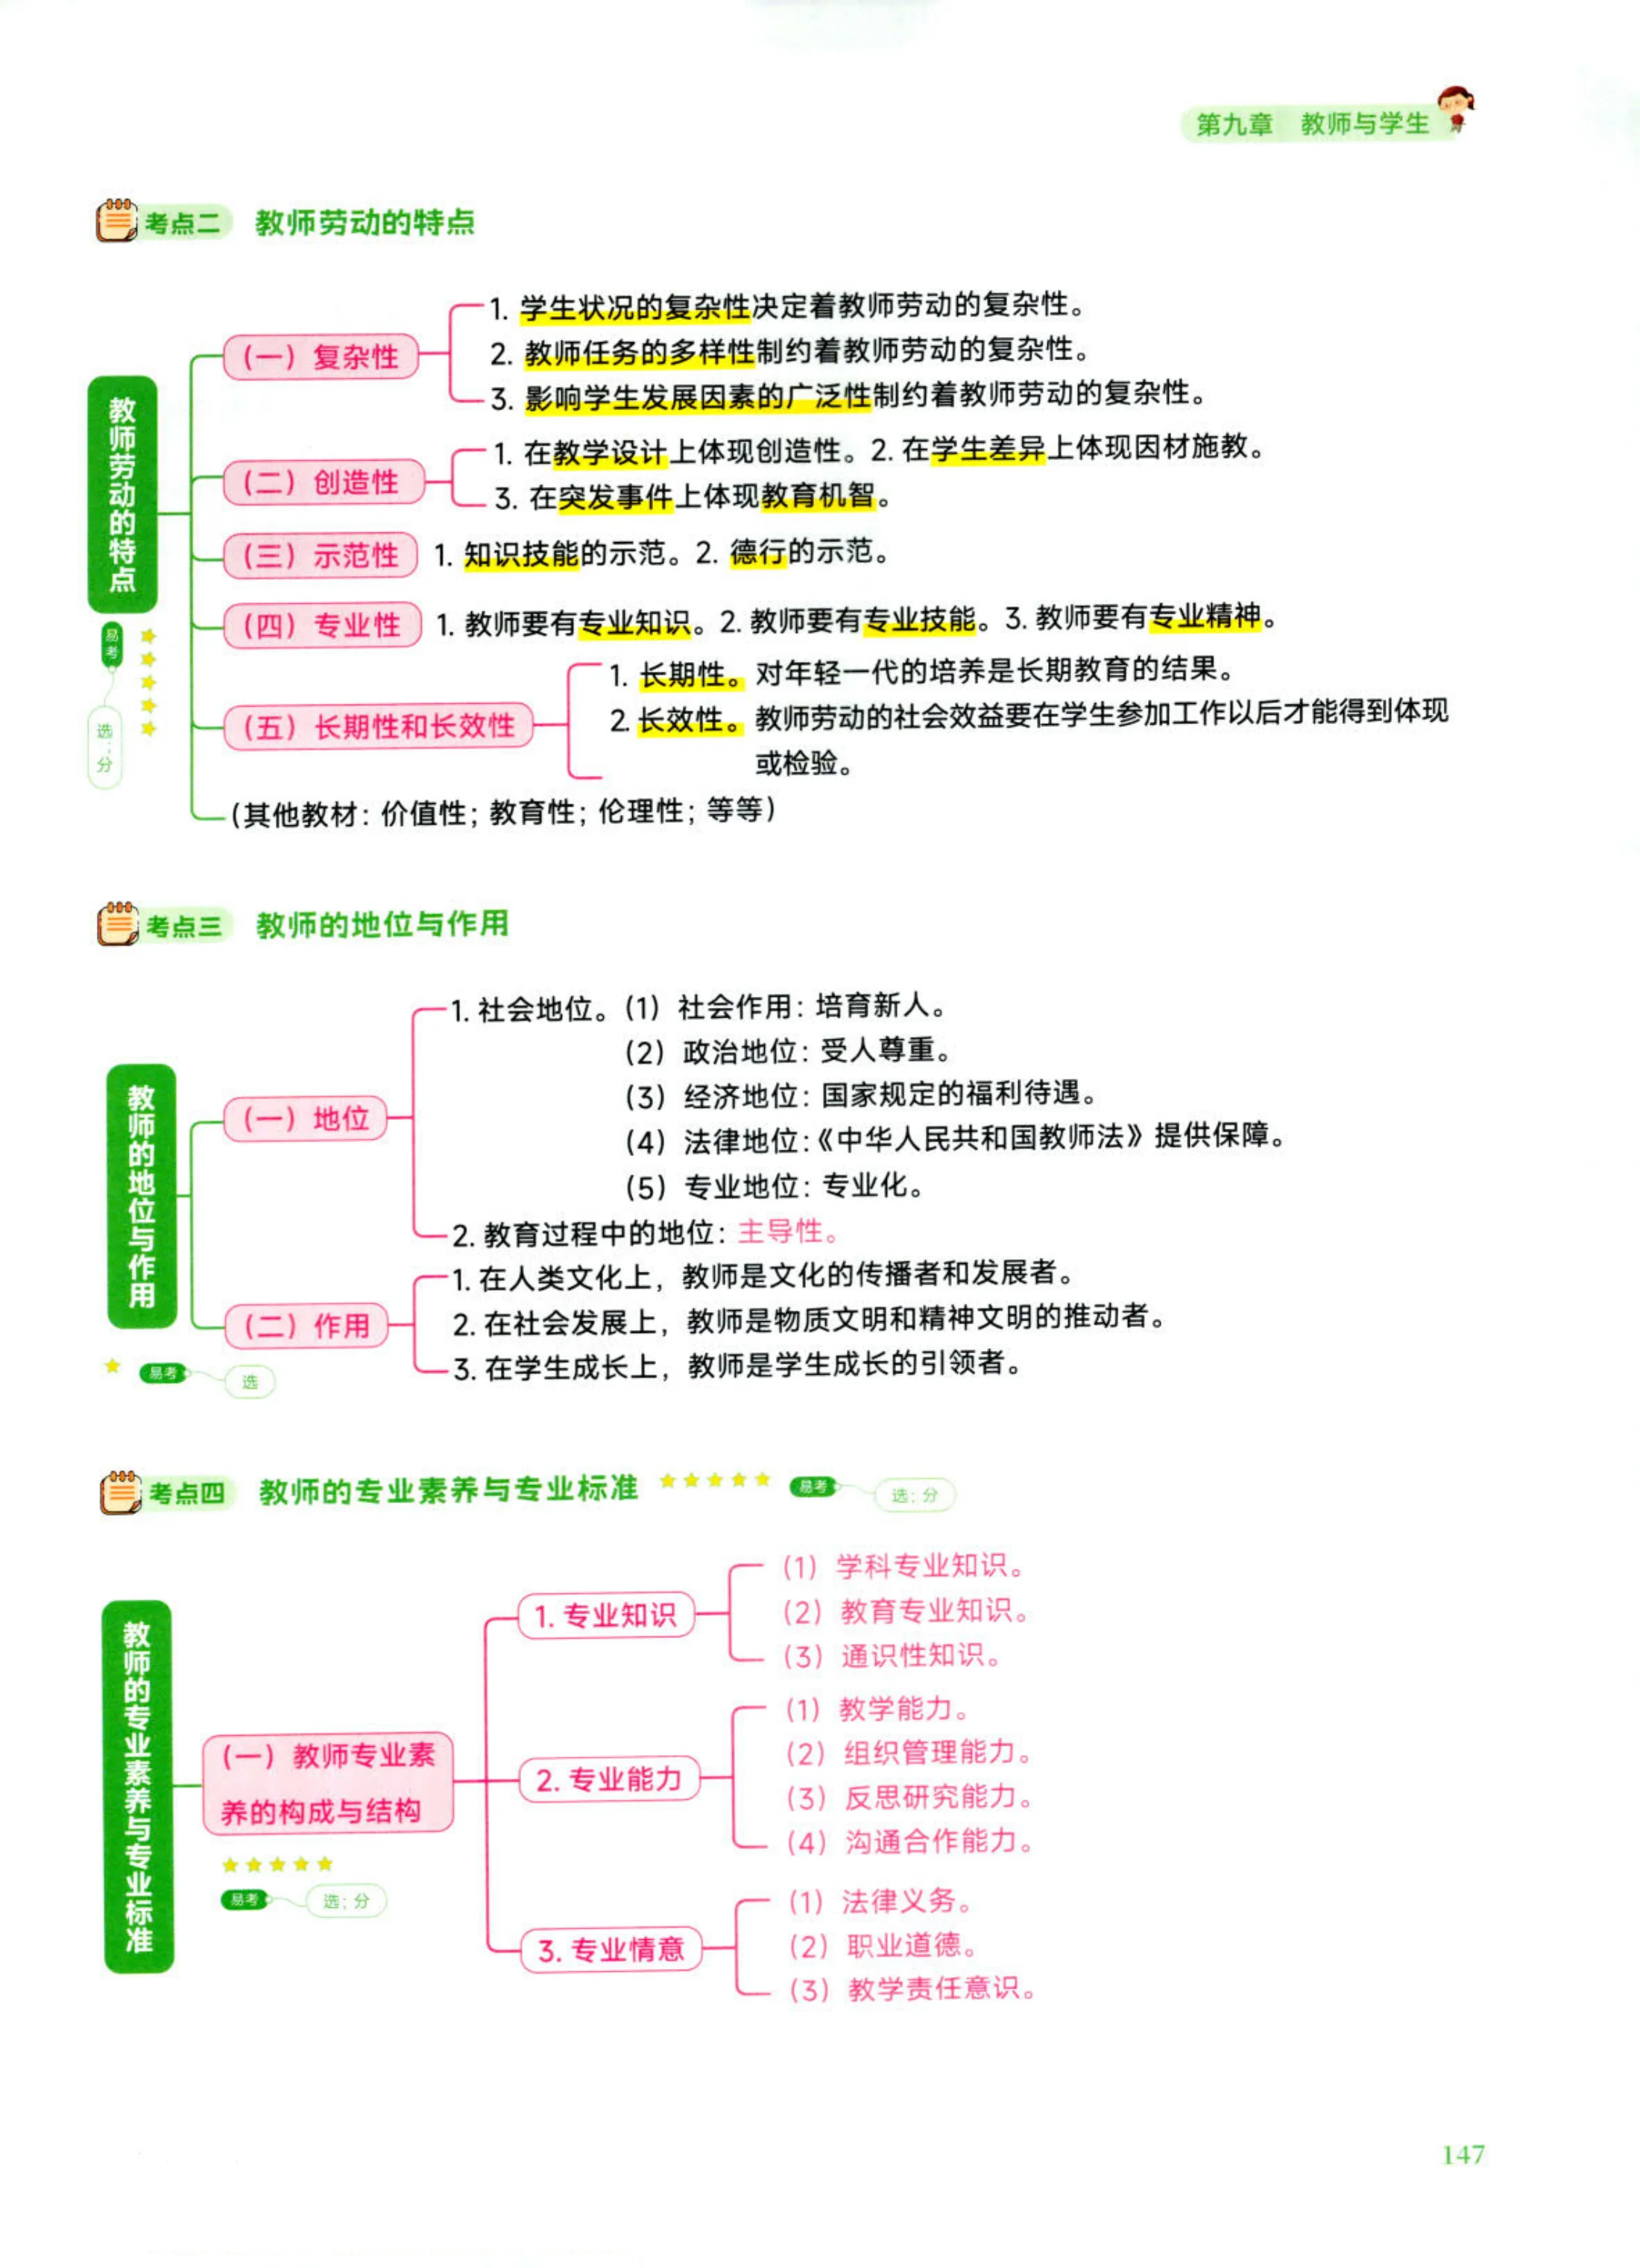 第九章 教师与学生
考点二 教师劳动的特点
教师劳动的特点
易考
选；分
（一）复杂性
1. 学生状况的复杂性决定着教师劳动的复杂性。
2. 教师任务的多样性制约着教师劳动的复杂性。
3. 影响学生发展因素的广泛性制约着教师劳动的复杂性。
（二）创造性
1. 在教学设计上体现创造性。2. 在学生差异上体现因材施教。
3. 在突发事件上体现教育机智。
（三）示范性 1. 知识技能的示范。2. 德行的示范。
（四）专业性 1. 教师要有专业知识。2. 教师要有专业技能。3. 教师要有专业精神。
（五）长期性和长效性
1. 长期性。对年轻一代的培养是长期教育的结果。
2. 长效性。教师劳动的社会效益要在学生参加工作以后才能得到体现
或检验。
（其他教材：价值性；教育性；伦理性；等等）
考点三 教师的地位与作用
教师的地位与作用
易考 选
（一）地位
1. 社会地位。（1）社会作用：培育新人。
（2）政治地位：受人尊重。
（3）经济地位：国家规定的福利待遇。
（4）法律地位：《中华人民共和国教师法》提供保障。
（5）专业地位：专业化。
2. 教育过程中的地位：主导性。
（二）作用
1. 在人类文化上，教师是文化的传播者和发展者。
2. 在社会发展上，教师是物质文明和精神文明的推动者。
3. 在学生成长上，教师是学生成长的引领者。
考点四 教师的专业素养与专业标准 易考 选；分
教师的专业素养与专业标准
（一）教师专业素
养的构成与结构
易考 选；分
1. 专业知识
（1）学科专业知识。
（2）教育专业知识。
（3）通识性知识。
2. 专业能力
（1）教学能力。
（2）组织管理能力。
（3）反思研究能力。
（4）沟通合作能力。
3. 专业情意
（1）法律义务。
（2）职业道德。
（3）教学责任意识。
147